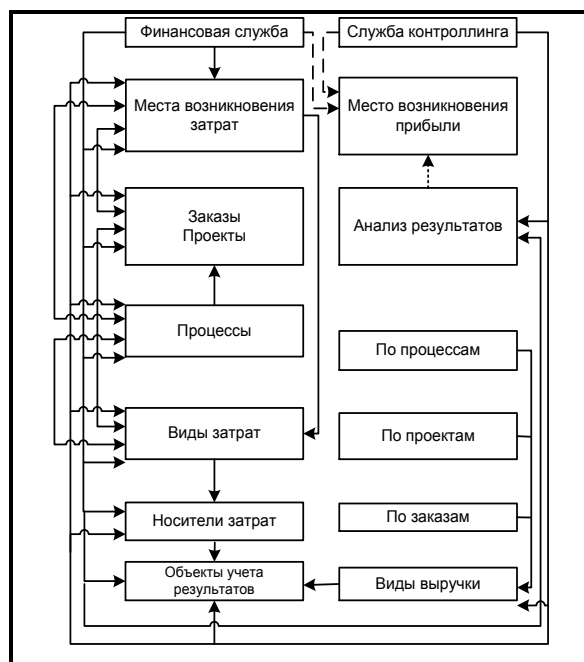 Финансовая служба
Служба контроллинга
Места возникновения
затрат
Место возникновения
прибыли
Заказы
Проекты
Анализ результатов
Процессы
По процессам
Виды затрат
По проектам
Носители затрат
По заказам
Объекты учета
результатов
Виды выручки